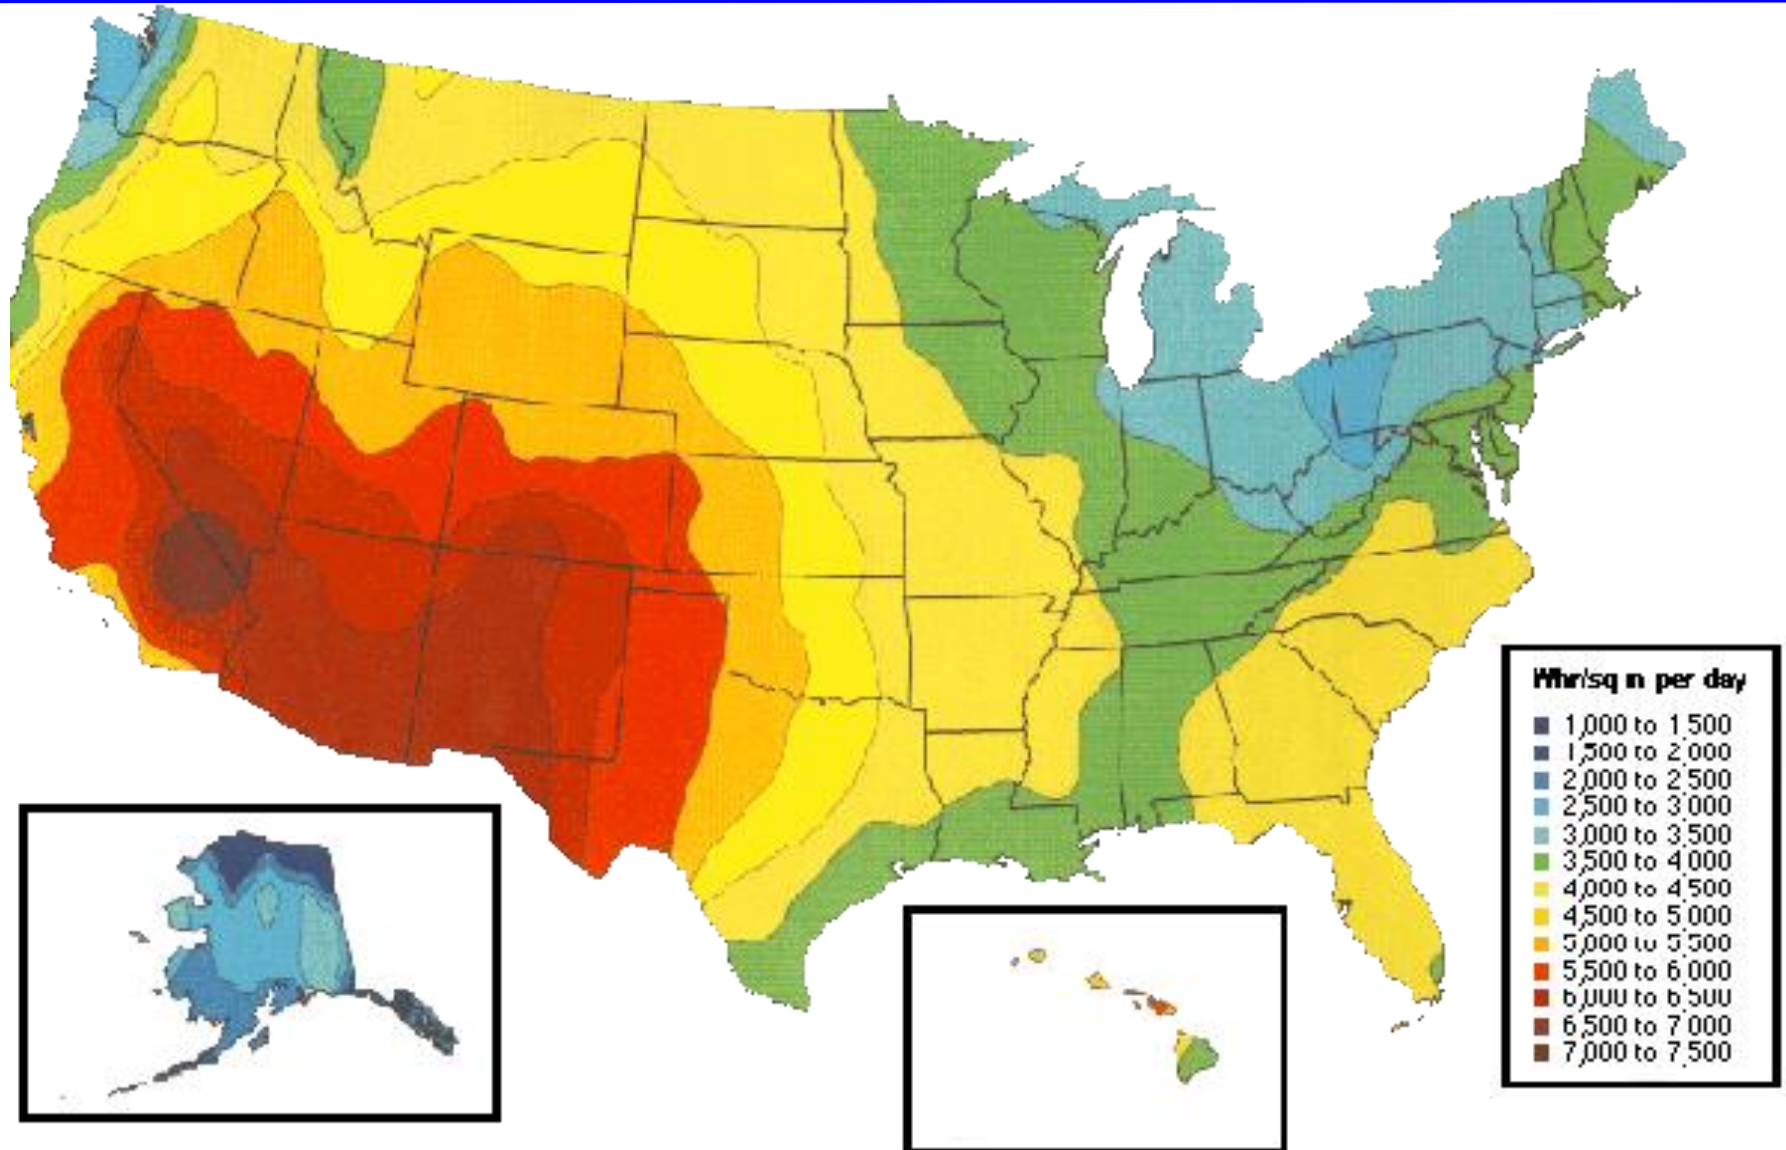 Whr/sq m per day
1,000 to 1,500
1,500 to 2,000
2,000 to 2,500
2,500 to 3,000
3,000 to 3,500
3,500 to 4,000
4,000 to 4,500
4,500 to 5,000
5,000 to 5,500
5,500 to 6,000
6,000 to 6,500
6,500 to 7,000
7,000 to 7,500